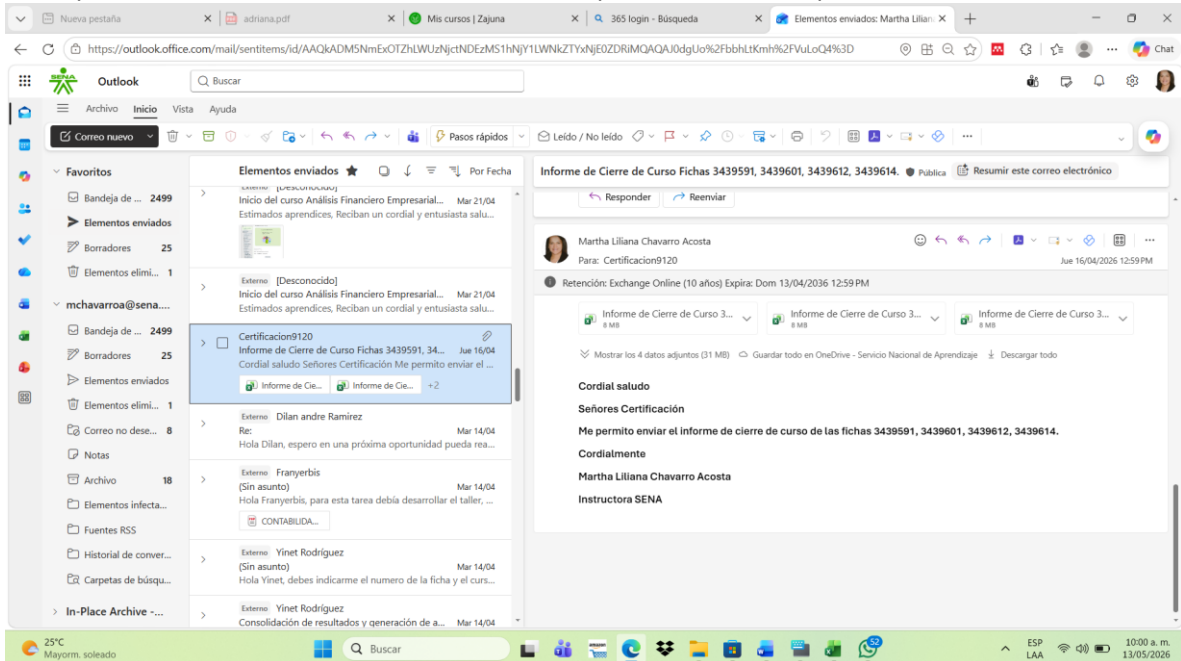 Nueva pestaña
adriana.pdf
Mis cursos | Zajuna
365 login - Búsqueda
Elementos enviados: Martha Lilian
https://outlook.office.com/mail/sentitems/id/
Chat
SENA
Outlook
Buscar
Archivo Inicio Vista Ayuda
Correo nuevo
Pasos rápidos
Leído / No leído
Favoritos
Bandeja de ... 2499
Elementos enviados
Borradores 25
Elementos elimi... 1
mchavarroa@sena....
Bandeja de ... 2499
Borradores 25
Elementos enviados
Elementos elimi... 1
Correo no dese... 8
Notas
Archivo 18
Elementos infecta...
Fuentes RSS
Historial de conver...
Carpetas de búsqu...
In-Place Archive -...
Elementos enviados
Por Fecha
Externo [Desconocido]
Inicio del curso Análisis Financiero Empresarial... Mar 21/04
Estimados aprendices, Reciban un cordial y entusiasta salu...
Externo [Desconocido]
Inicio del curso Análisis Financiero Empresarial... Mar 21/04
Estimados aprendices, Reciban un cordial y entusiasta salu...
Certificacion9120
Informe de Cierre de Curso Fichas 3439591, 34... Jue 16/04
Cordial saludo Señores Certificación Me permito enviar el ...
Informe de Cie... Informe de Cie... +2
Externo Dilan andre Ramirez
Re: Mar 14/04
Hola Dilan, espero en una próxima oportunidad pueda rea...
Externo Franyerbis
(Sin asunto) Mar 14/04
Hola Franyerbis, para esta tarea debía desarrollar el taller, ...
CONTABILIDA...
Externo Yinet Rodríguez
(Sin asunto) Mar 14/04
Hola Yinet, debes indicarme el numero de la ficha y el curs...
Externo Yinet Rodríguez
Consolidación de resultados y generación de a... Mar 14/04
Informe de Cierre de Curso Fichas 3439591, 3439601, 3439612, 3439614.
Pública
Resumir este correo electrónico
Responder
Reenviar
Martha Liliana Chavarro Acosta
Para: Certificacion9120
Jue 16/04/2026 12:59 PM
Retención: Exchange Online (10 años) Expira: Dom 13/04/2036 12:59 PM
Informe de Cierre de Curso 3...
8 MB
Informe de Cierre de Curso 3...
8 MB
Informe de Cierre de Curso 3...
8 MB
Mostrar los 4 datos adjuntos (31 MB) Guardar todo en OneDrive - Servicio Nacional de Aprendizaje Descargar todo
Cordial saludo
Señores Certificación
Me permito enviar el informe de cierre de curso de las fichas 3439591, 3439601, 3439612, 3439614.
Cordialmente
Martha Liliana Chavarro Acosta
Instructora SENA
25°C
Mayorm. soleado
Buscar
52
ESP
LAA
10:00 a. m.
13/05/2026